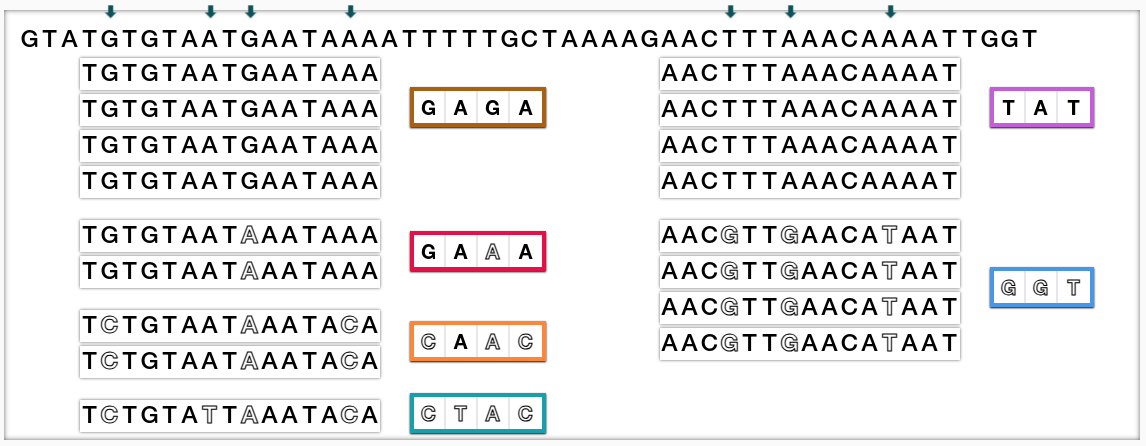 GTATGTGTAATGAATAAAATTTTTGCTAAAAGAACTTTAAACAAAATTGGT
TGTGTAATGAATAAA
TGTGTAATGAATAAA
TGTGTAATGAATAAA
TGTGTAATGAATAAA
GAGA
TGTGTAATAAATAAA
TGTGTAATAAATAAA
GAAA
TCTGTAATAAATACA
TCTGTAATAAATACA
CAAC
TCTGTATTAAATACA
CTAC
AACTTTAAACAAAAT
AACTTTAAACAAAAT
AACTTTAAACAAAAT
AACTTTAAACAAAAT
TAT
AACGTTGAACATAAT
AACGTTGAACATAAT
AACGTTGAACATAAT
AACGTTGAACATAAT
GGT